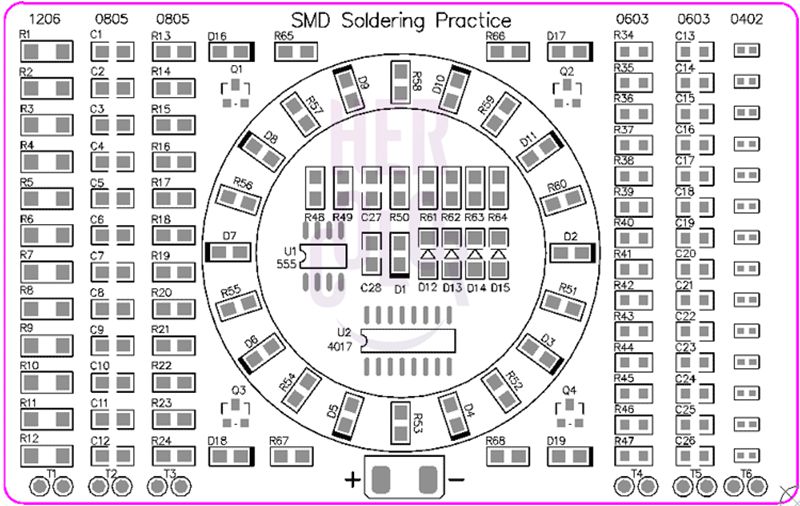 SMD Soldering Practice
1206 0805 0805 0603 0603 0402
R1 C1 R13 D16 R65 R66 D17 R34 C13
R2 C2 R14 Q1 D9 R58 D10 Q2 R35 C14
R3 C3 R15 R57 R59 R36 C15
HER
R4 C4 R16 D8 D11 R37 C16
R38 C17
R5 C5 R17 R56 R60 R39 C18
R48 R49 C27 R50 R61 R62 R63 R64
R6 C6 R18 D7 D2 R40 C19
U1
555
R7 C7 R19 R41 C20
C28 D1 D12 D13 D14 D15
R8 C8 R20 R55 R51 R42 C21
U2
4017
R9 C9 R21 D6 D3 R43 C22
R44 C23
R10 C10 R22 R54 R52 R45 C24
R11 C11 R23 Q3 D5 R53 D4 Q4 R46 C25
R12 C12 R24 D18 R67 R68 D19 R47 C26
T1 T2 T3 + − T4 T5 T6